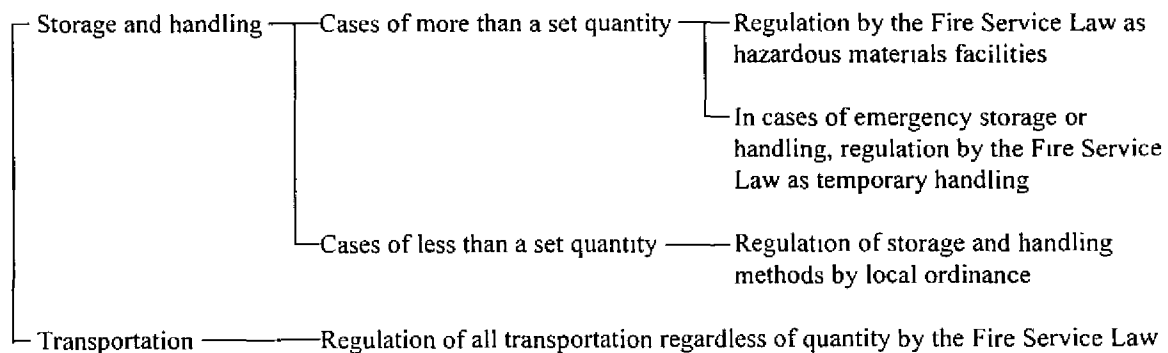 Storage and handling
Cases of more than a set quantity
Regulation by the Fire Service Law as
hazardous materials facilities
In cases of emergency storage or
handling, regulation by the Fire Service
Law as temporary handling
Cases of less than a set quantity
Regulation of storage and handling
methods by local ordinance
Transportation
Regulation of all transportation regardless of quantity by the Fire Service Law